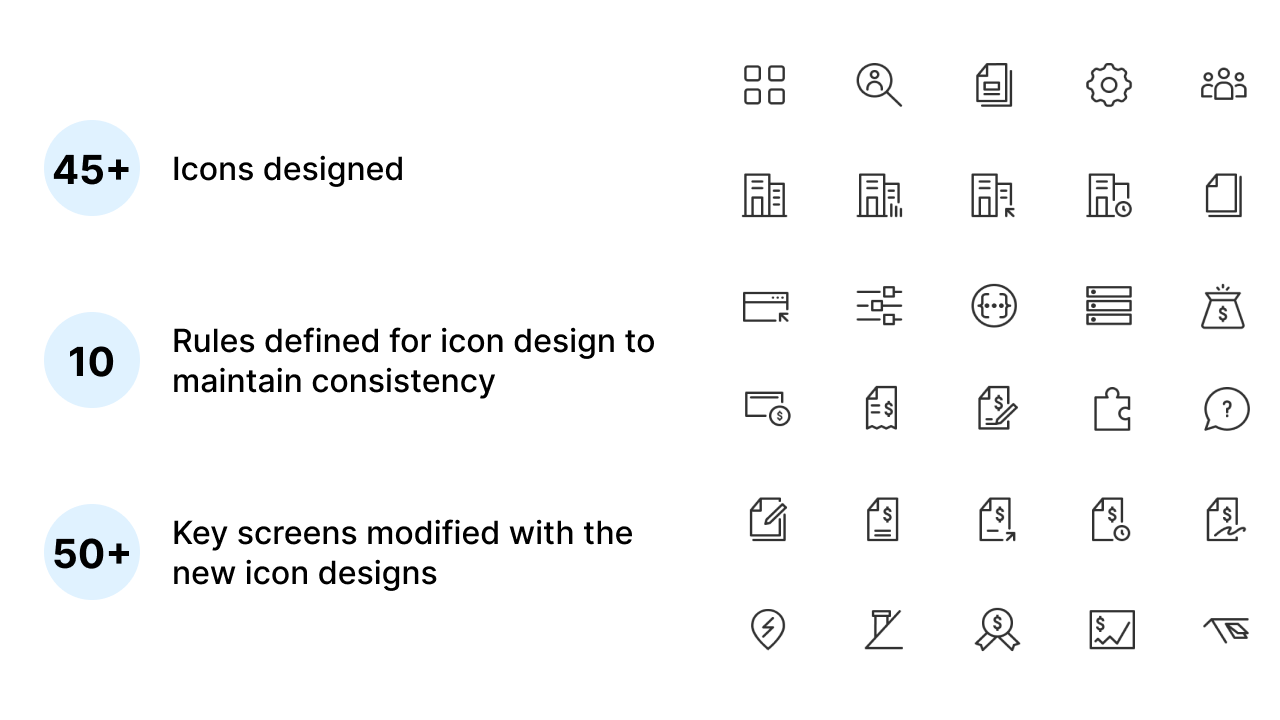 45+
Icons designed
10
Rules defined for icon design to
maintain consistency
50+
Key screens modified with the
new icon designs